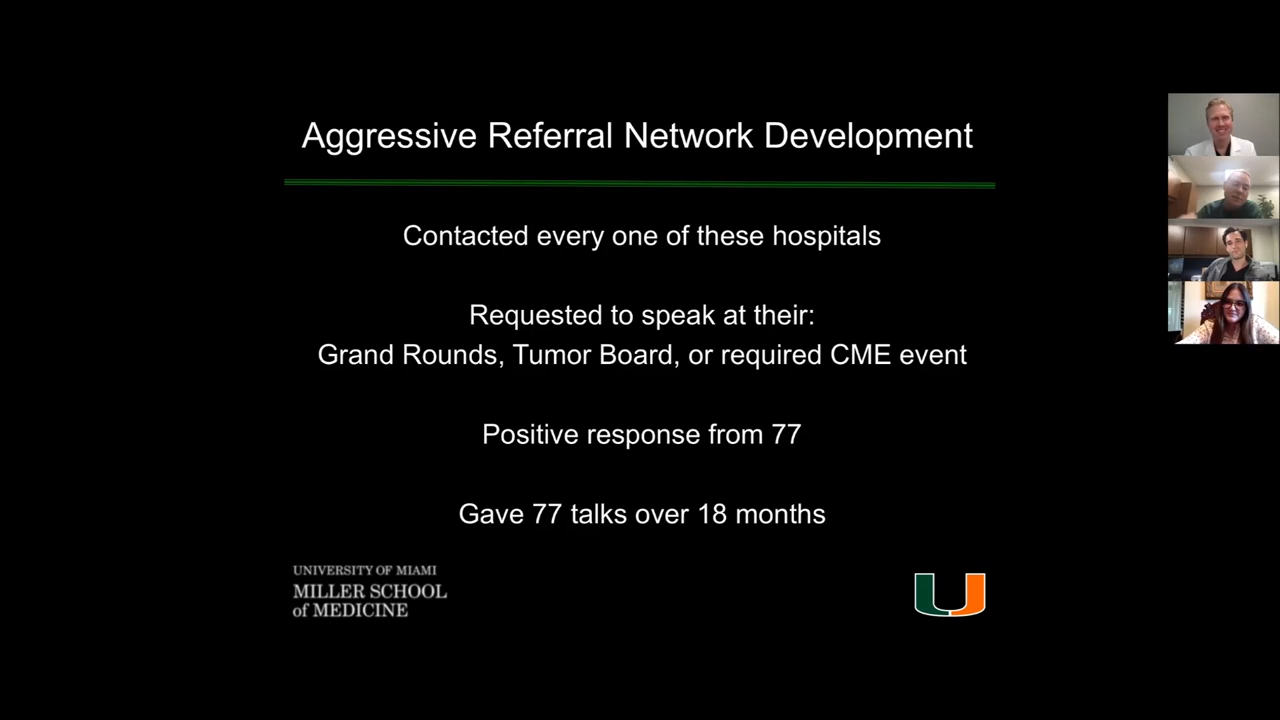 Aggressive Referral Network Development
Contacted every one of these hospitals
Requested to speak at their:
Grand Rounds, Tumor Board, or required CME event
Positive response from 77
Gave 77 talks over 18 months
UNIVERSITY OF MIAMI
MILLER SCHOOL
of MEDICINE
U